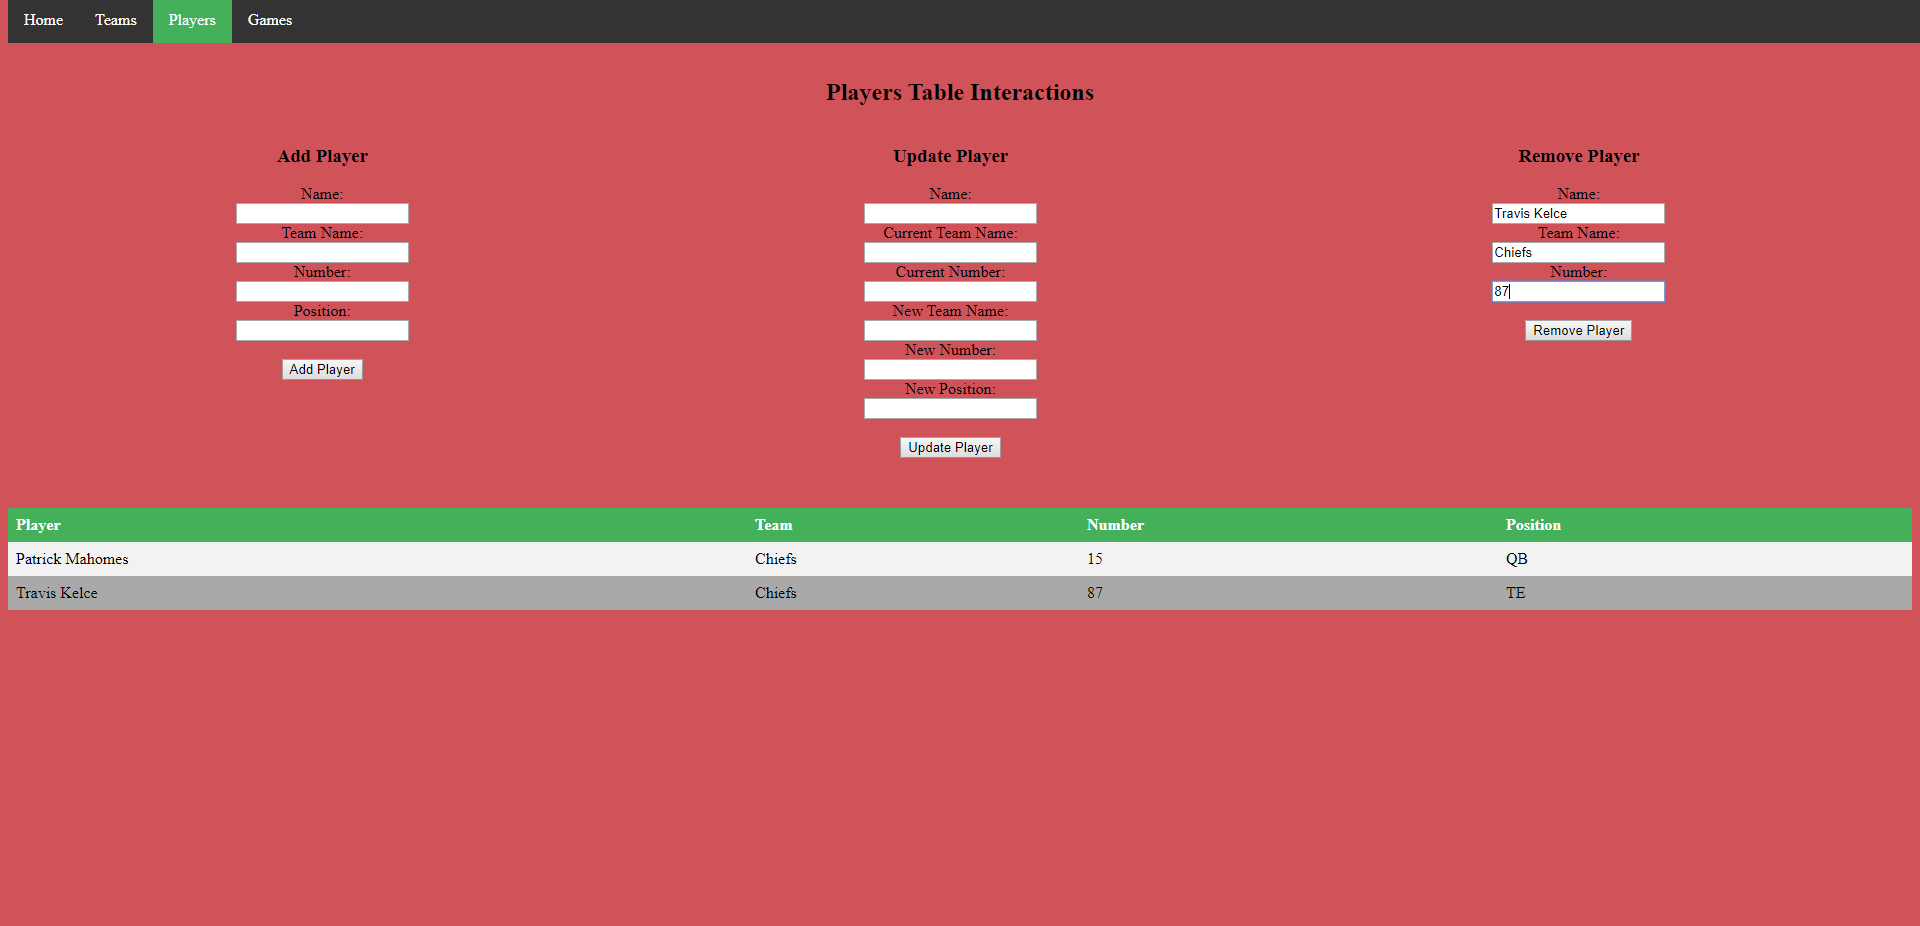 Home Teams Players Games
Players Table Interactions
Add Player
Name:
Team Name:
Number:
Position:
Add Player
Update Player
Name:
Current Team Name:
Current Number:
New Team Name:
New Number:
New Position:
Update Player
Remove Player
Name:
Travis Kelce
Team Name:
Chiefs
Number:
87
Remove Player
Player Team Number Position
Patrick Mahomes Chiefs 15 QB
Travis Kelce Chiefs 87 TE